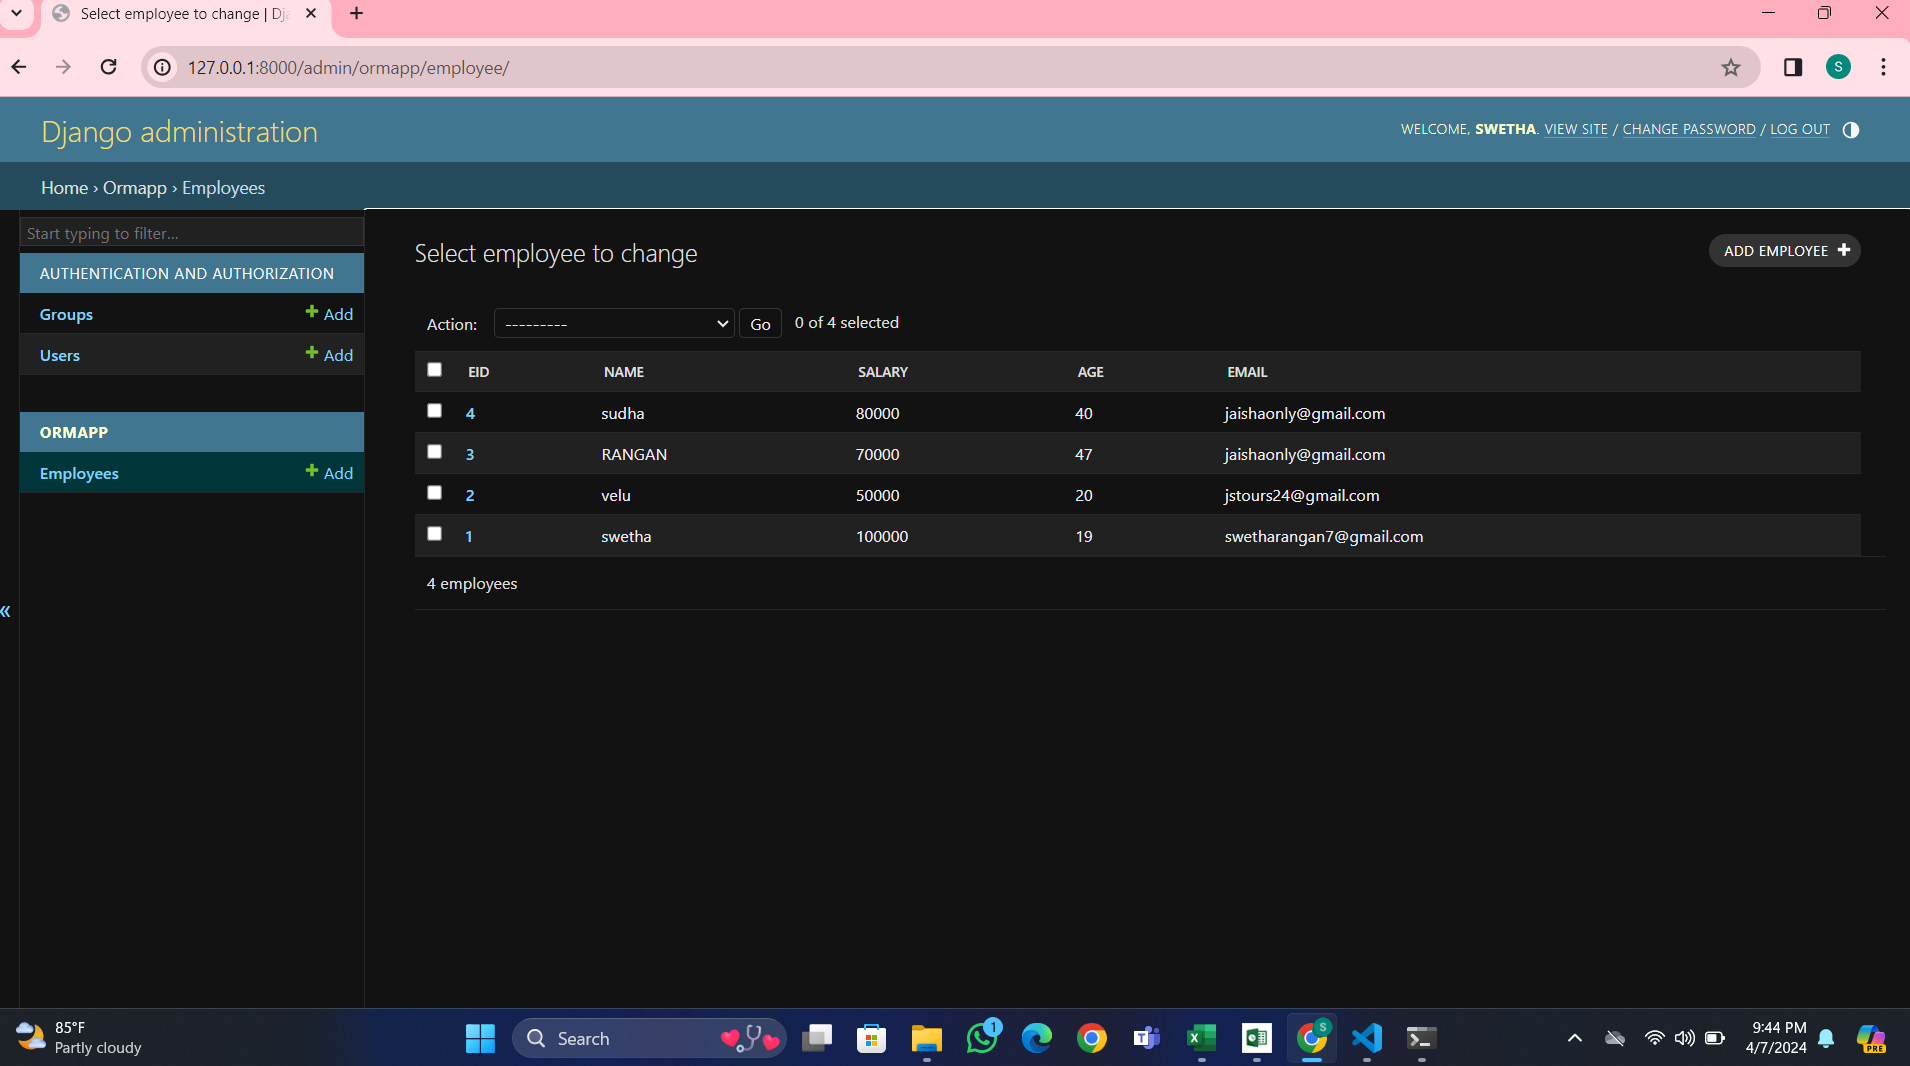 Select employee to change | Dja
127.0.0.1:8000/admin/ormapp/employee/
S
Django administration
WELCOME, SWETHA. VIEW SITE / CHANGE PASSWORD / LOG OUT
Home › Ormapp › Employees
Start typing to filter...
AUTHENTICATION AND AUTHORIZATION
Groups + Add
Users + Add
ORMAPP
Employees + Add
«
Select employee to change
ADD EMPLOYEE +
Action: --------- Go 0 of 4 selected
EID NAME SALARY AGE EMAIL
4 sudha 80000 40 jaishaonly@gmail.com
3 RANGAN 70000 47 jaishaonly@gmail.com
2 velu 50000 20 jstours24@gmail.com
1 swetha 100000 19 swetharangan7@gmail.com
4 employees
85°F
Partly cloudy
Search
1
S
9:44 PM
4/7/2024
PRE